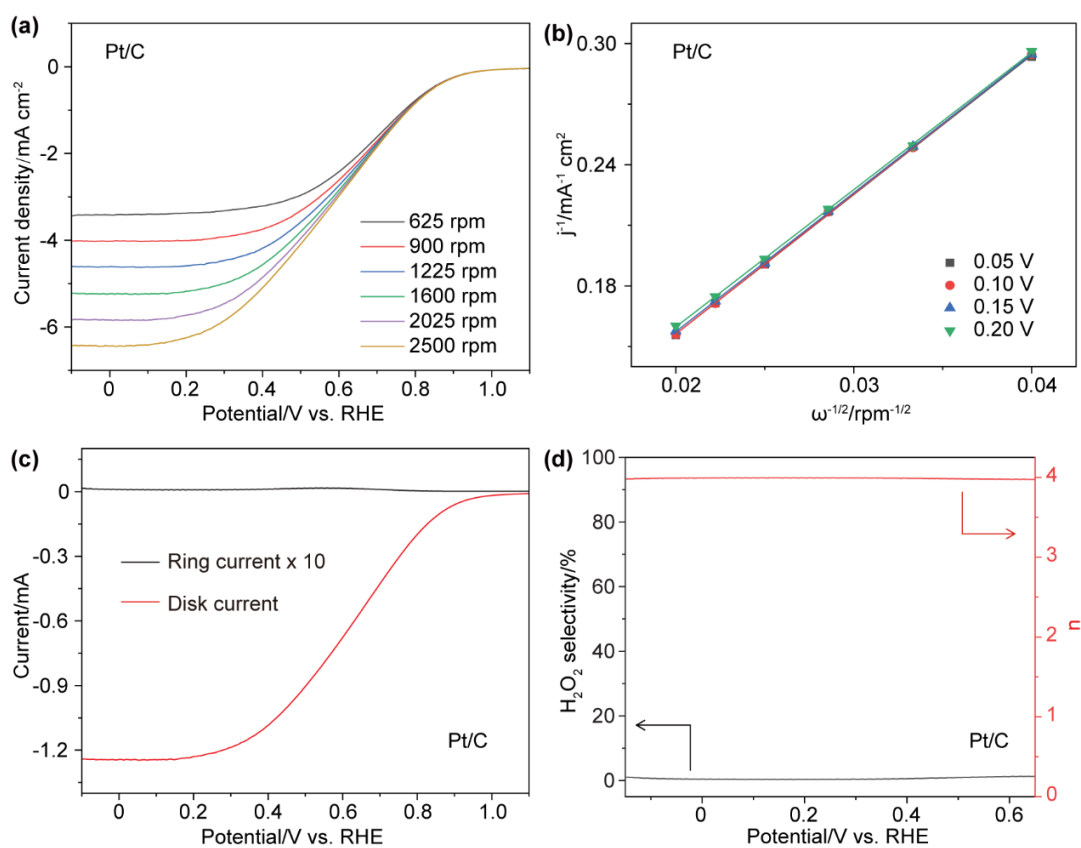 (a)
Pt/C
0
-2
-4
-6
Current density/mA cm⁻²
0 0.2 0.4 0.6 0.8 1.0
Potential/V vs. RHE
625 rpm
900 rpm
1225 rpm
1600 rpm
2025 rpm
2500 rpm
(b)
Pt/C
0.30
0.24
0.18
j⁻¹/mA⁻¹ cm²
0.02 0.03 0.04
ω⁻¹/²/rpm⁻¹/²
0.05 V
0.10 V
0.15 V
0.20 V
(c)
0
-0.3
-0.6
-0.9
-1.2
Current/mA
Ring current x 10
Disk current
Pt/C
0 0.2 0.4 0.6 0.8 1.0
Potential/V vs. RHE
(d)
100
90
80
70
60
50
40
30
20
10
0
H₂O₂ selectivity/%
4
3
2
1
0
n
Pt/C
0 0.2 0.4 0.6
Potential/V vs. RHE